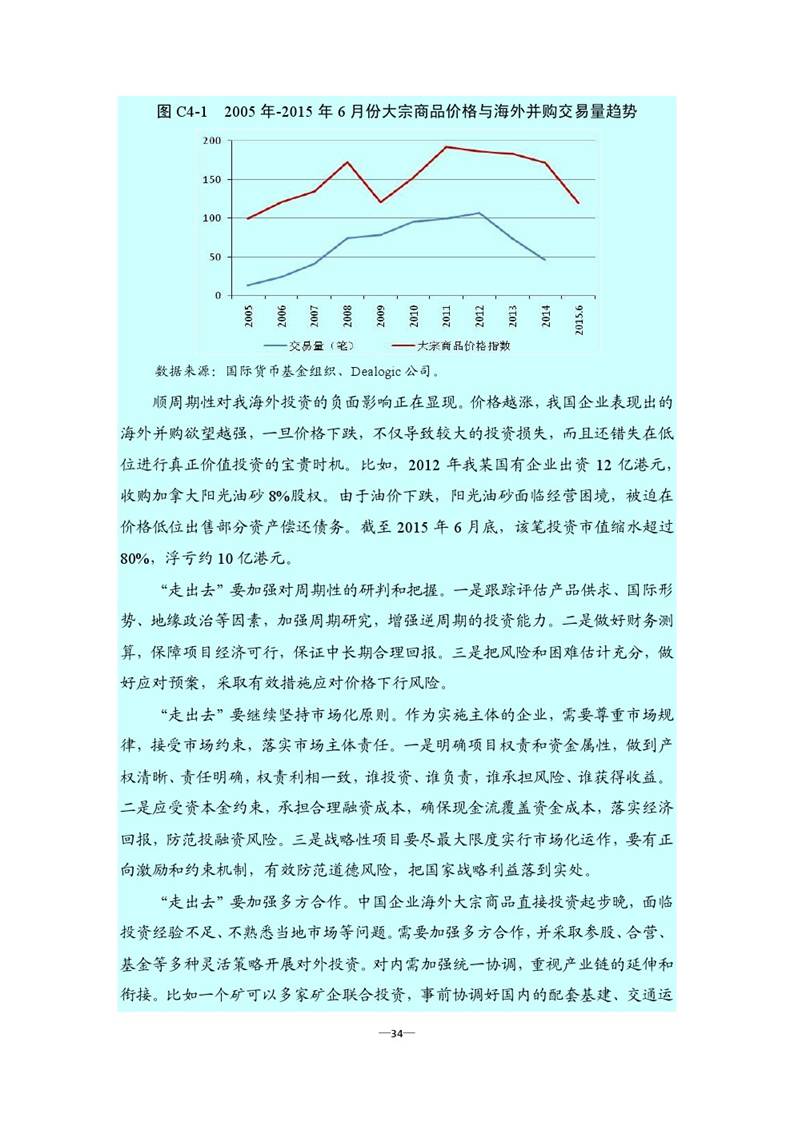 图 C4-1 2005 年-2015 年 6 月份大宗商品价格与海外并购交易量趋势
200
150
100
50
0
2005
2006
2007
2008
2009
2010
2011
2012
2013
2014
2015.6
交易量（笔）
大宗商品价格指数
数据来源：国际货币基金组织、Dealogic 公司。
顺周期性对我海外投资的负面影响正在显现。价格越涨，我国企业表现出的
海外并购欲望越强，一旦价格下跌，不仅导致较大的投资损失，而且还错失在低
位进行真正价值投资的宝贵时机。比如，2012 年我某国有企业出资 12 亿港元，
收购加拿大阳光油砂 8%股权。由于油价下跌，阳光油砂面临经营困境，被迫在
价格低位出售部分资产偿还债务。截至 2015 年 6 月底，该笔投资市值缩水超过
80%，浮亏约 10 亿港元。
“走出去”要加强对周期性的研判和把握。一是跟踪评估产品供求、国际形
势、地缘政治等因素，加强周期研究，增强逆周期的投资能力。二是做好财务测
算，保障项目经济可行，保证中长期合理回报。三是把风险和困难估计充分，做
好应对预案，采取有效措施应对价格下行风险。
“走出去”要继续坚持市场化原则。作为实施主体的企业，需要尊重市场规
律，接受市场约束，落实市场主体责任。一是明确项目权责和资金属性，做到产
权清晰、责任明确，权责利相一致，谁投资、谁负责，谁承担风险、谁获得收益。
二是应受资本金约束，承担合理融资成本，确保现金流覆盖资金成本，落实经济
回报，防范投融资风险。三是战略性项目要尽最大限度实行市场化运作，要有正
向激励和约束机制，有效防范道德风险，把国家战略利益落到实处。
“走出去”要加强多方合作。中国企业海外大宗商品直接投资起步晚，面临
投资经验不足、不熟悉当地市场等问题。需要加强多方合作，并采取参股、合营、
基金等多种灵活策略开展对外投资。对内需加强统一协调，重视产业链的延伸和
衔接。比如一个矿可以多家矿企联合投资，事前协调好国内的配套基建、交通运
—34—